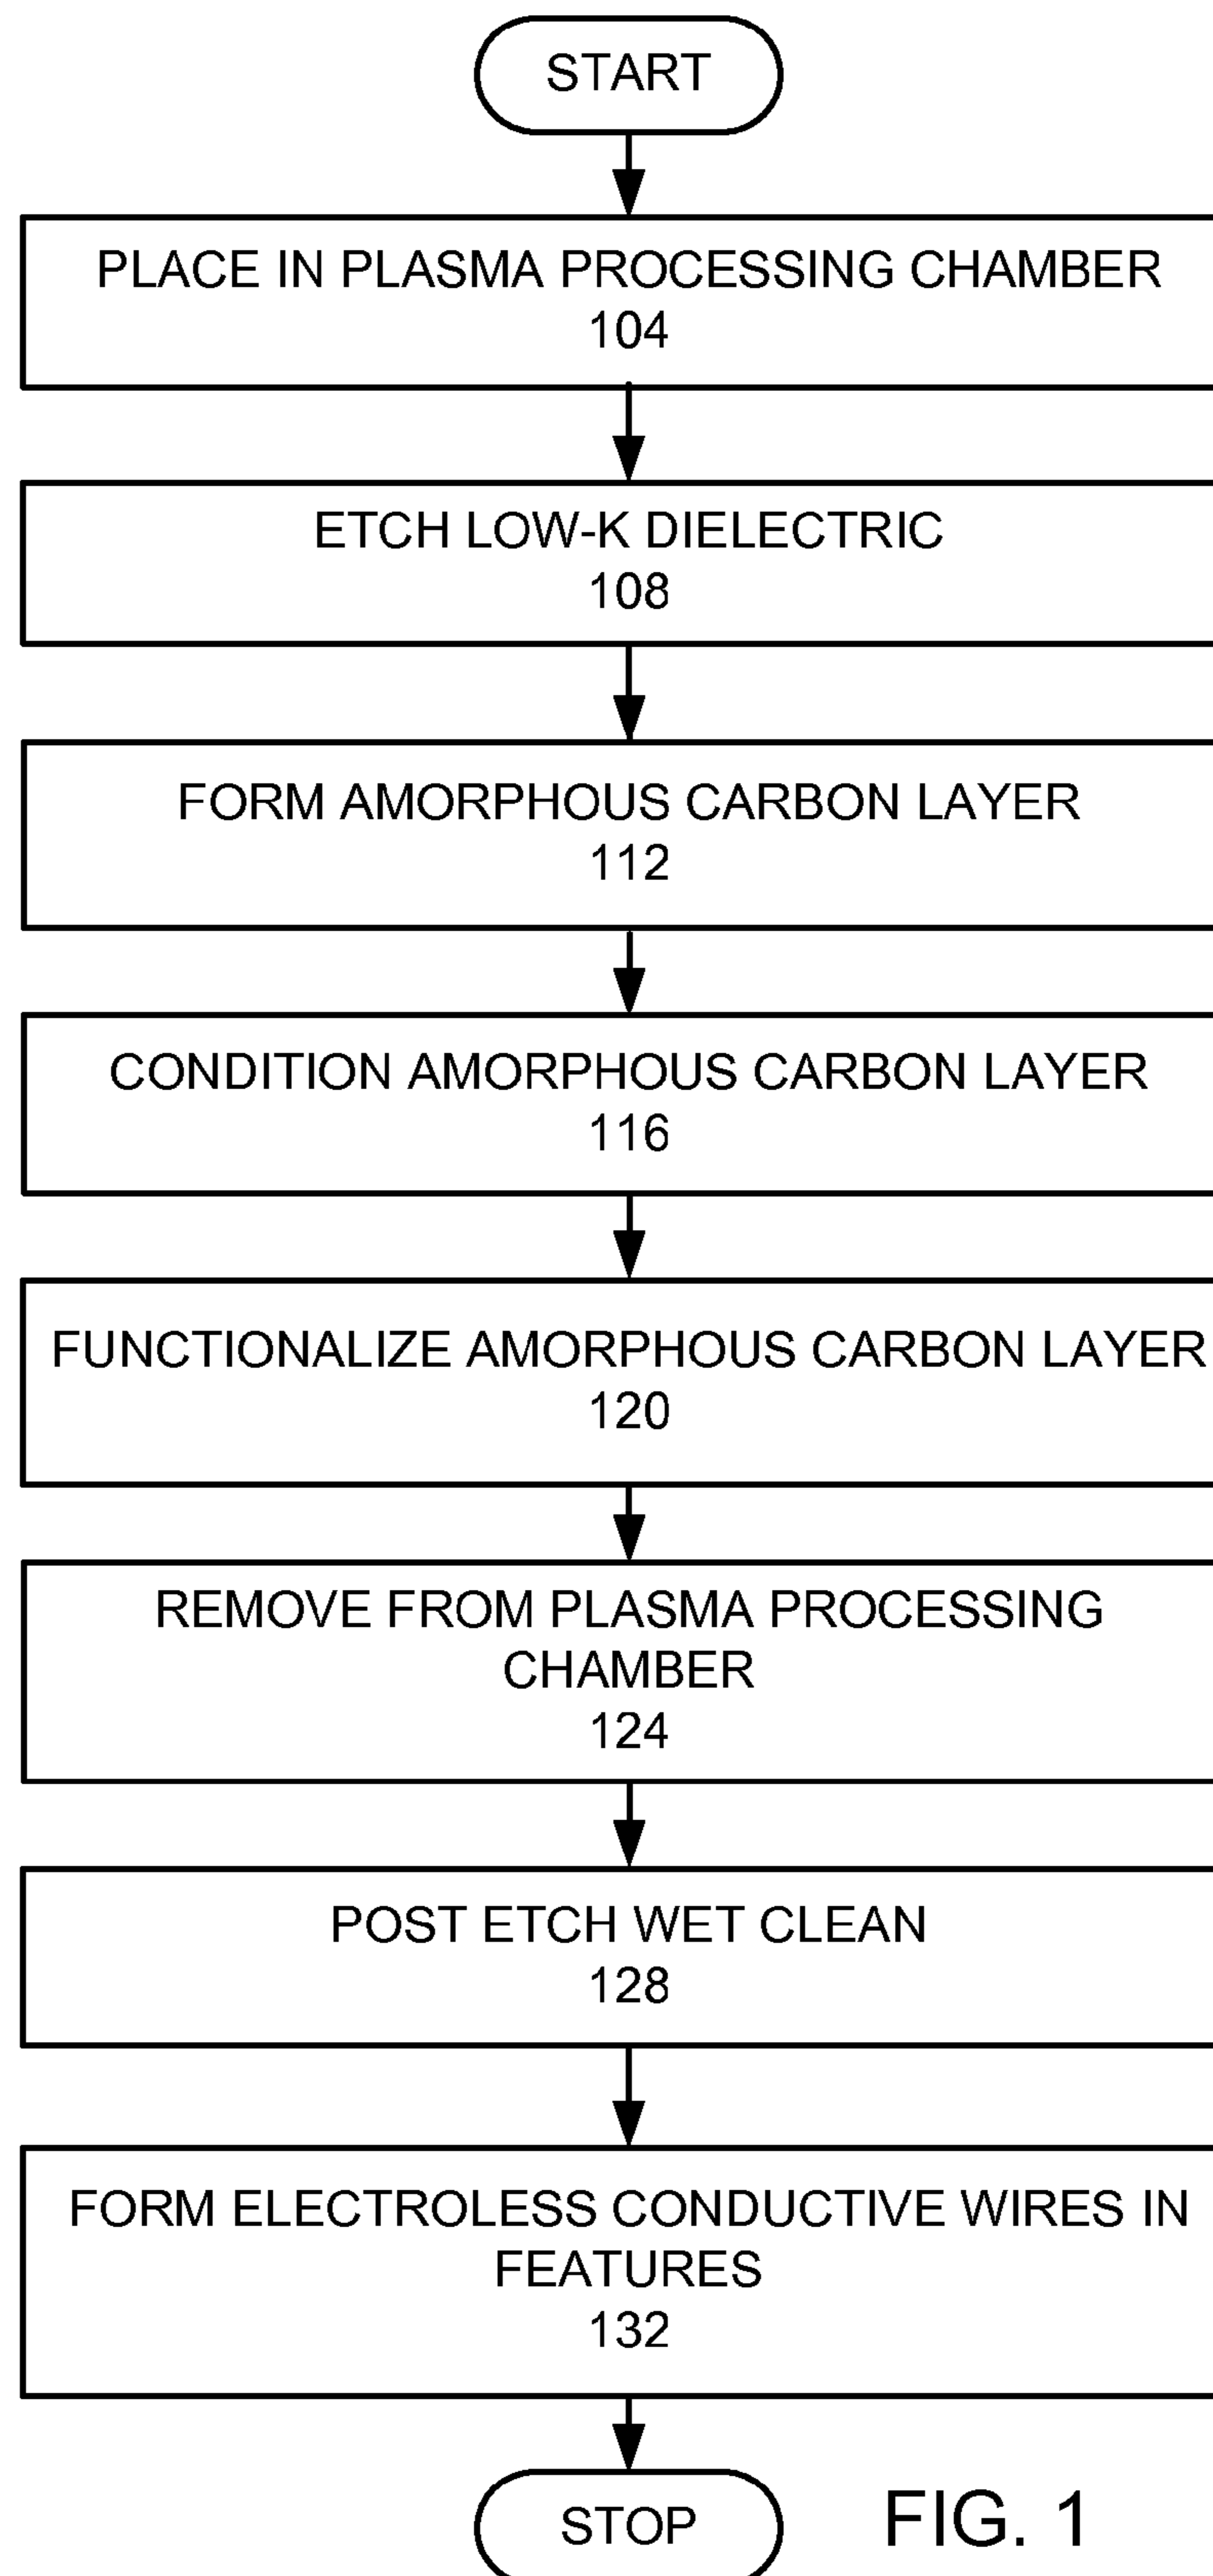 START
PLACE IN PLASMA PROCESSING CHAMBER
104
ETCH LOW-K DIELECTRIC
108
FORM AMORPHOUS CARBON LAYER
112
CONDITION AMORPHOUS CARBON LAYER
116
FUNCTIONALIZE AMORPHOUS CARBON LAYER
120
REMOVE FROM PLASMA PROCESSING
CHAMBER
124
POST ETCH WET CLEAN
128
FORM ELECTROLESS CONDUCTIVE WIRES IN
FEATURES
132
STOP
FIG. 1